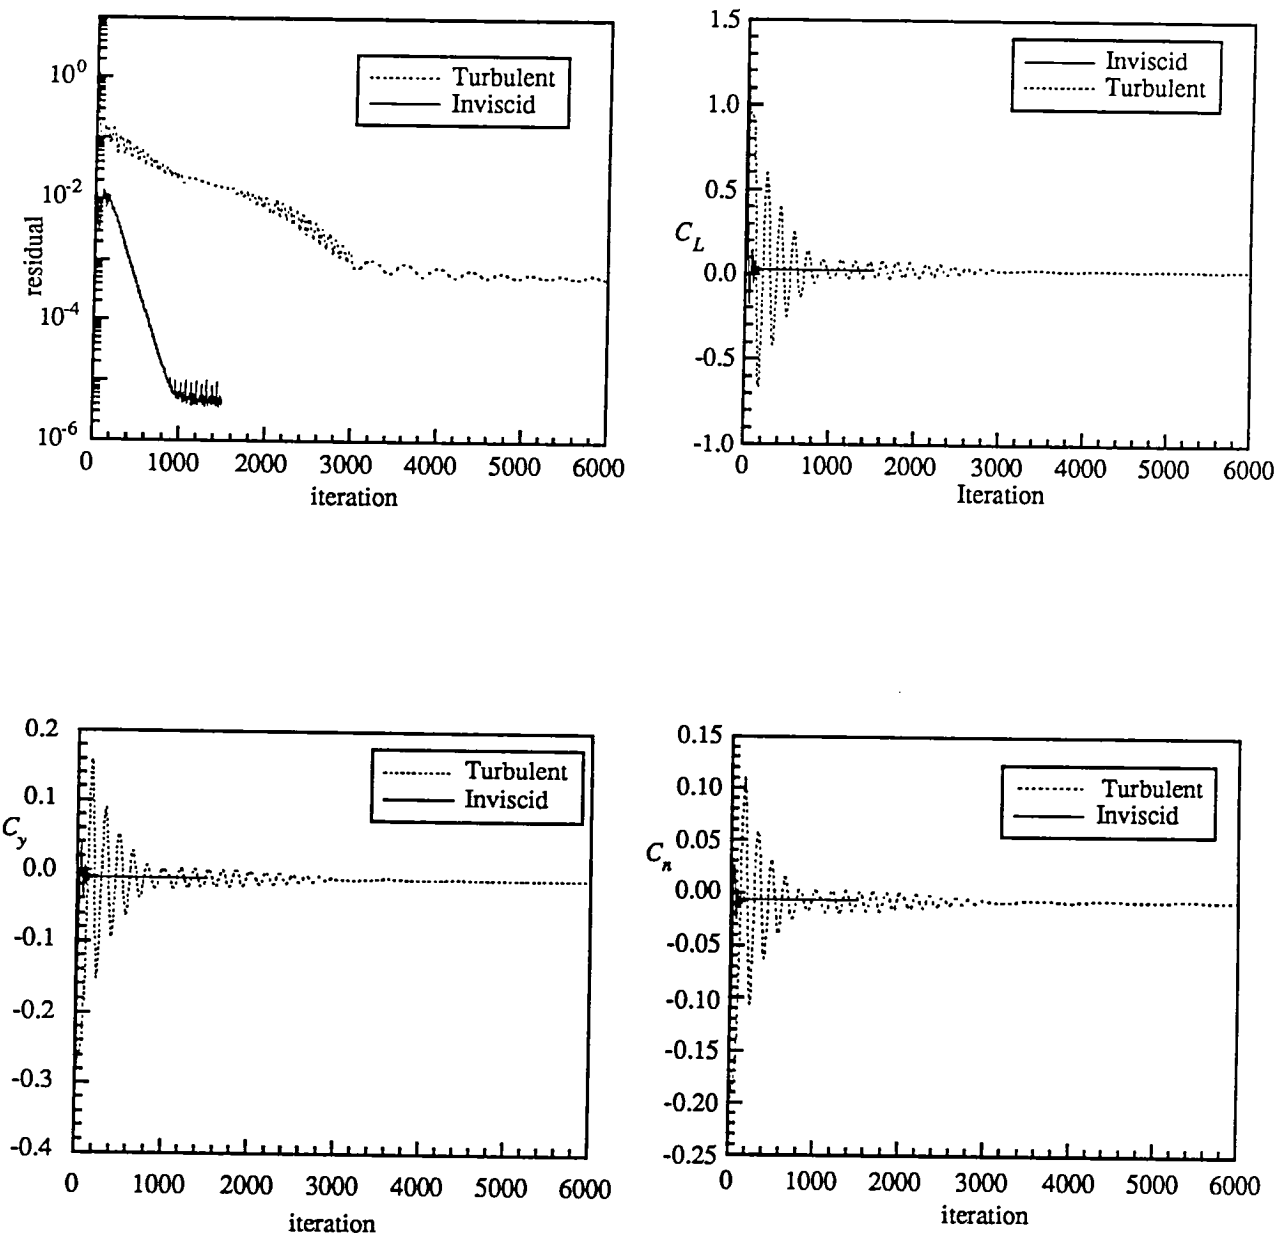 10^0
10^-2
10^-4
10^-6
residual
Turbulent
Inviscid
0 1000 2000 3000 4000 5000 6000
iteration
1.5
1.0
0.5
0.0
-0.5
-1.0
C_L
Inviscid
Turbulent
0 1000 2000 3000 4000 5000 6000
Iteration
0.2
0.1
0.0
-0.1
-0.2
-0.3
-0.4
C_y
Turbulent
Inviscid
0 1000 2000 3000 4000 5000 6000
iteration
0.15
0.10
0.05
0.00
-0.05
-0.10
-0.15
-0.20
-0.25
C_n
Turbulent
Inviscid
0 1000 2000 3000 4000 5000 6000
iteration